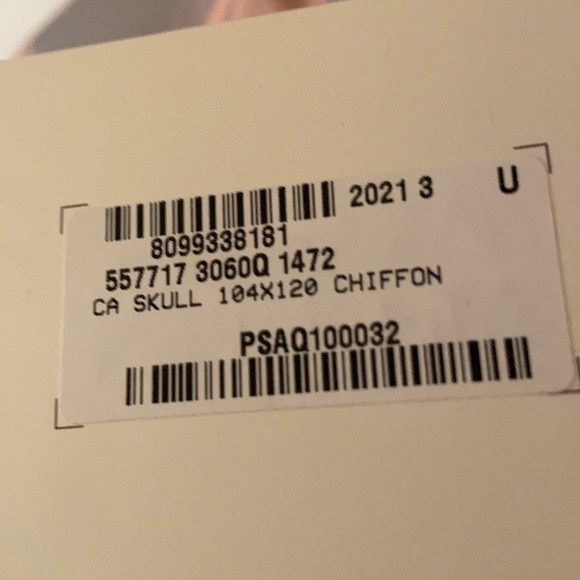 2021 3 U
8099338181
557717 3060Q 1472
CA SKULL 104X120 CHIFFON
PSAQ100032